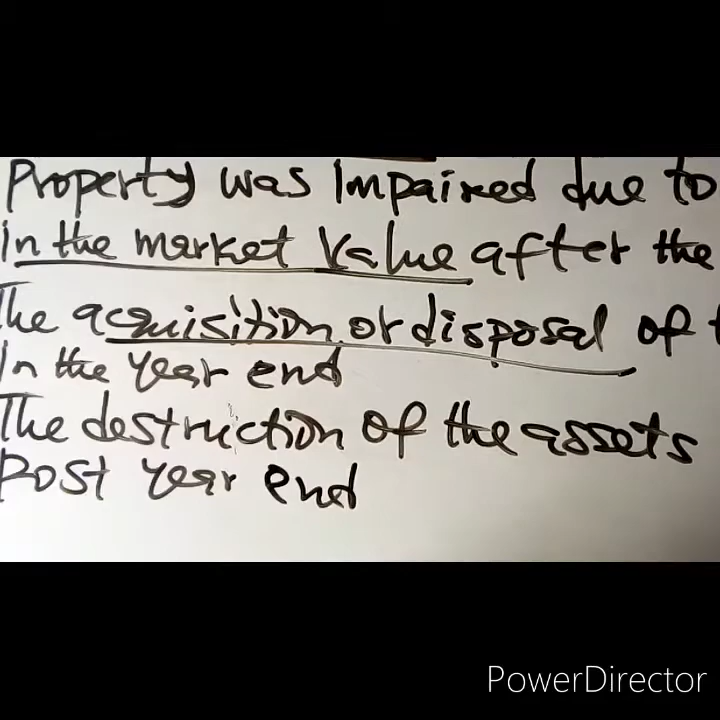 Property was impaired due to
in the market value after the
The acquisition or disposal of
in the year end
The destruction of the assets
Post year end
PowerDirector